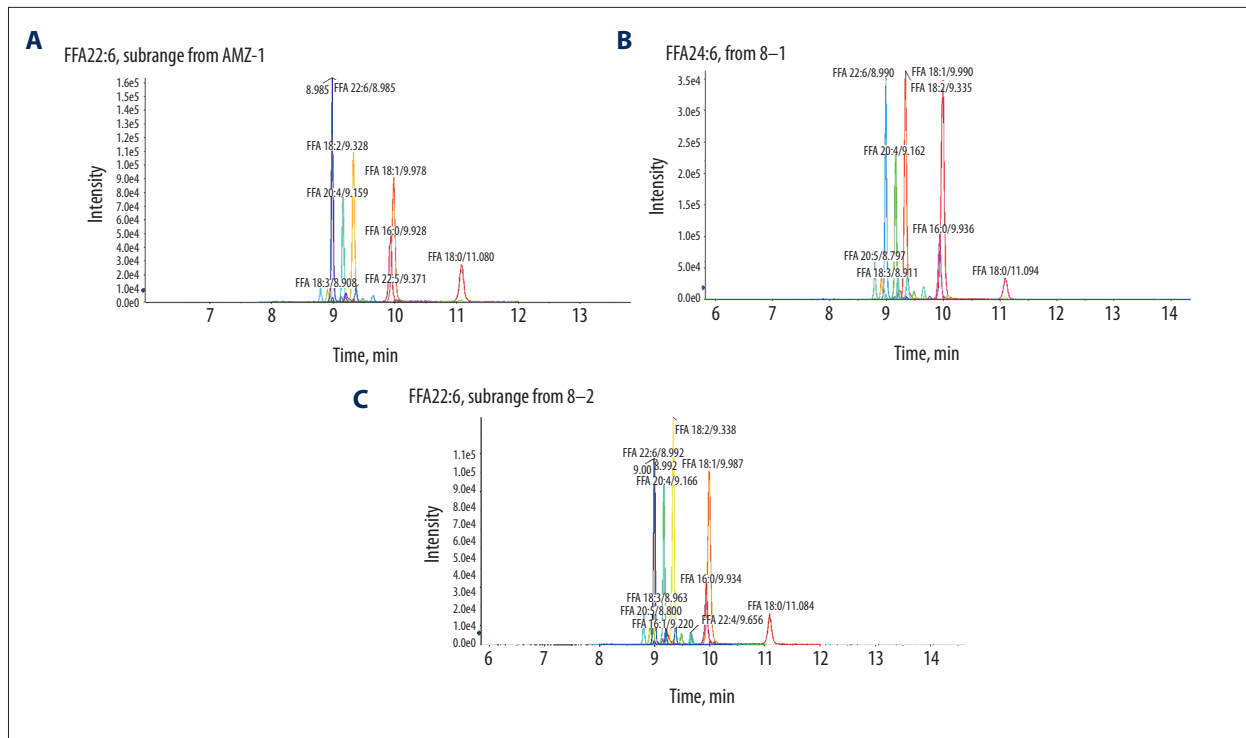 A
FFA22:6, subrange from AMZ-1
Intensity
1.6e5
1.5e5
1.4e5
1.3e5
1.2e5
1.1e5
1.0e5
9.0e4
8.0e4
7.0e4
6.0e4
5.0e4
4.0e4
3.0e4
2.0e4
1.0e4
0.0e0
8.985
FFA 22:6/8.985
FFA 18:2/9.328
FFA 18:1/9.978
FFA 20:4/9.159
FFA 16:0/9.928
FFA 18:0/11.080
FFA 18:3/8.908
FFA 22:5/9.371
7 8 9 10 11 12 13
Time, min
B
FFA24:6, from 8–1
Intensity
3.5e4
3.0e5
2.5e5
2.0e5
1.5e5
1.0e5
5.0e4
0.0e0
FFA 22:6/8.990
FFA 18:1/9.990
FFA 18:2/9.335
FFA 20:4/9.162
FFA 16:0/9.936
FFA 20:5/8.797
FFA 18:3/8.911
FFA 18:0/11.094
6 7 8 9 10 11 12 13 14
Time, min
C
FFA22:6, subrange from 8–2
Intensity
1.1e5
1.0e5
9.0e4
8.0e4
7.0e4
6.0e4
5.0e4
4.0e4
3.0e4
2.0e4
1.0e4
0.0e0
FFA 18:2/9.338
FFA 22:6/8.992
9.00 8.992
FFA 18:1/9.987
FFA 20:4/9.166
FFA 16:0/9.934
FFA 18:3/8.963
FFA 20:5/8.800
FFA 18:0/11.084
FFA 16:1/9.220
FFA 22:4/9.656
6 7 8 9 10 11 12 13 14
Time, min